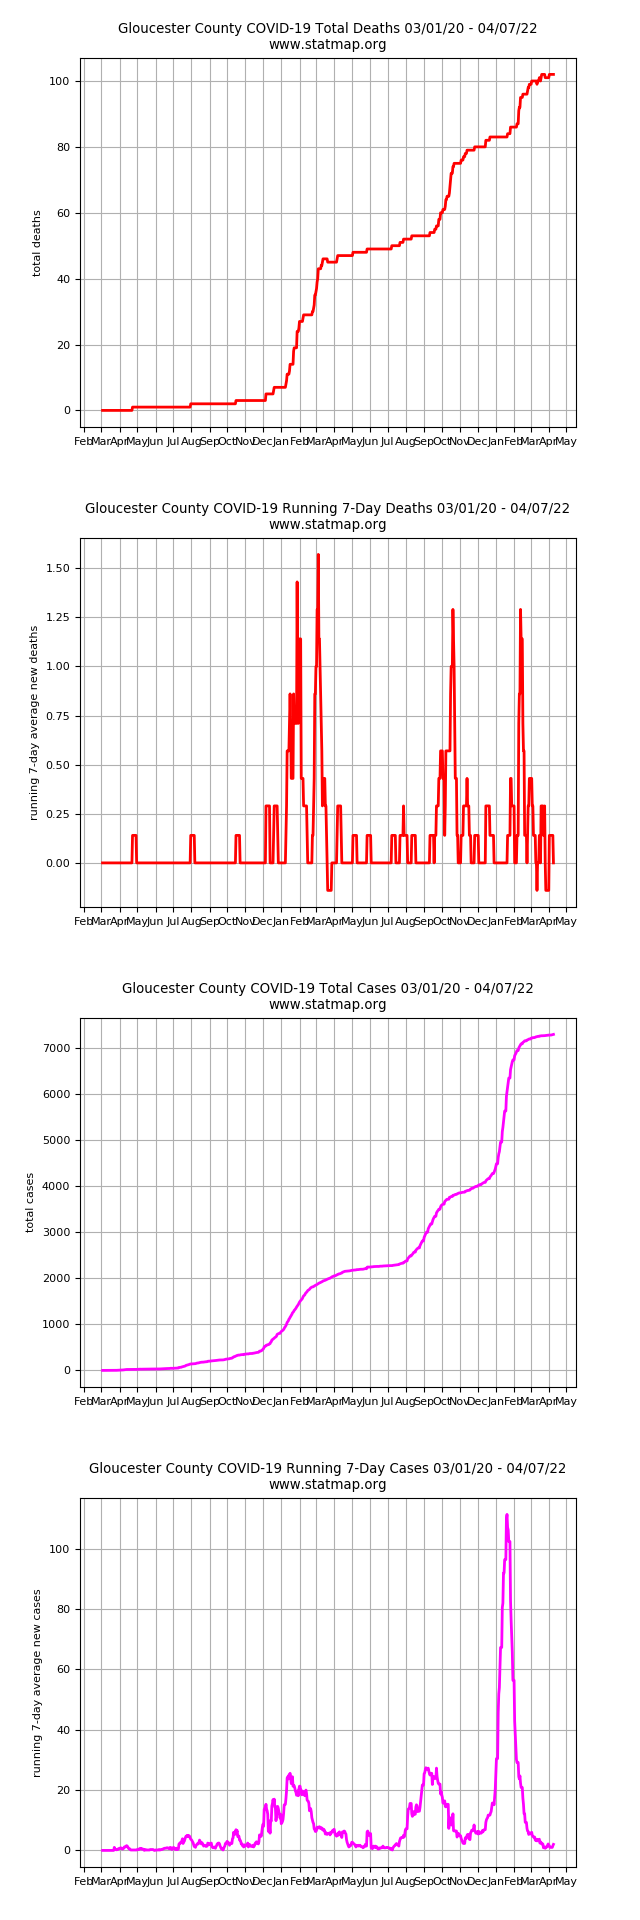 Gloucester County COVID-19 Total Deaths 03/01/20 - 04/07/22
www.statmap.org
100
80
60
40
20
0
total deaths
Feb Mar Apr May Jun Jul Aug Sep Oct Nov Dec Jan Feb Mar Apr May Jun Jul Aug Sep Oct Nov Dec Jan Feb Mar Apr May
Gloucester County COVID-19 Running 7-Day Deaths 03/01/20 - 04/07/22
www.statmap.org
1.50
1.25
1.00
0.75
0.50
0.25
0.00
running 7-day average new deaths
Feb Mar Apr May Jun Jul Aug Sep Oct Nov Dec Jan Feb Mar Apr May Jun Jul Aug Sep Oct Nov Dec Jan Feb Mar Apr May
Gloucester County COVID-19 Total Cases 03/01/20 - 04/07/22
www.statmap.org
7000
6000
5000
4000
3000
2000
1000
0
total cases
Feb Mar Apr May Jun Jul Aug Sep Oct Nov Dec Jan Feb Mar Apr May Jun Jul Aug Sep Oct Nov Dec Jan Feb Mar Apr May
Gloucester County COVID-19 Running 7-Day Cases 03/01/20 - 04/07/22
www.statmap.org
100
80
60
40
20
0
running 7-day average new cases
Feb Mar Apr May Jun Jul Aug Sep Oct Nov Dec Jan Feb Mar Apr May Jun Jul Aug Sep Oct Nov Dec Jan Feb Mar Apr May